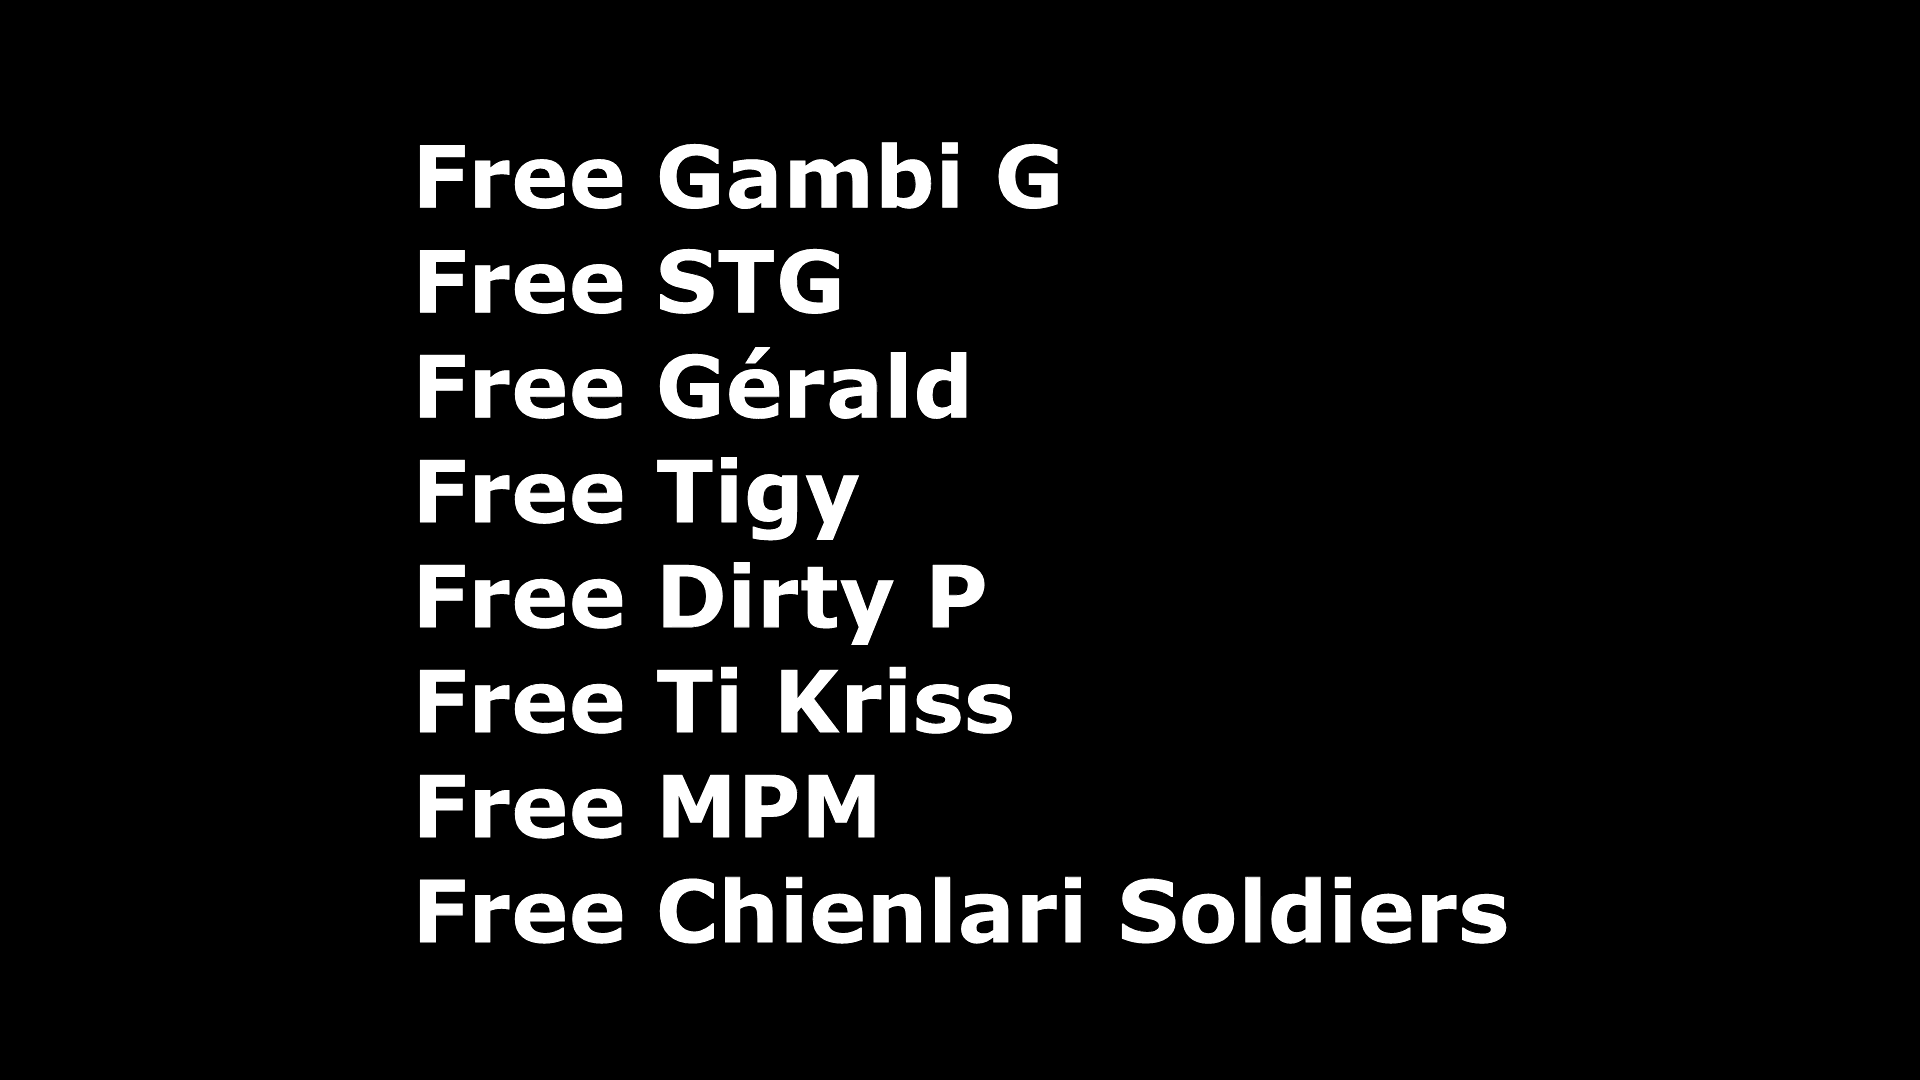 Free Gambi G
Free STG
Free Gérald
Free Tigy
Free Dirty P
Free Ti Kriss
Free MPM
Free Chienlari Soldiers